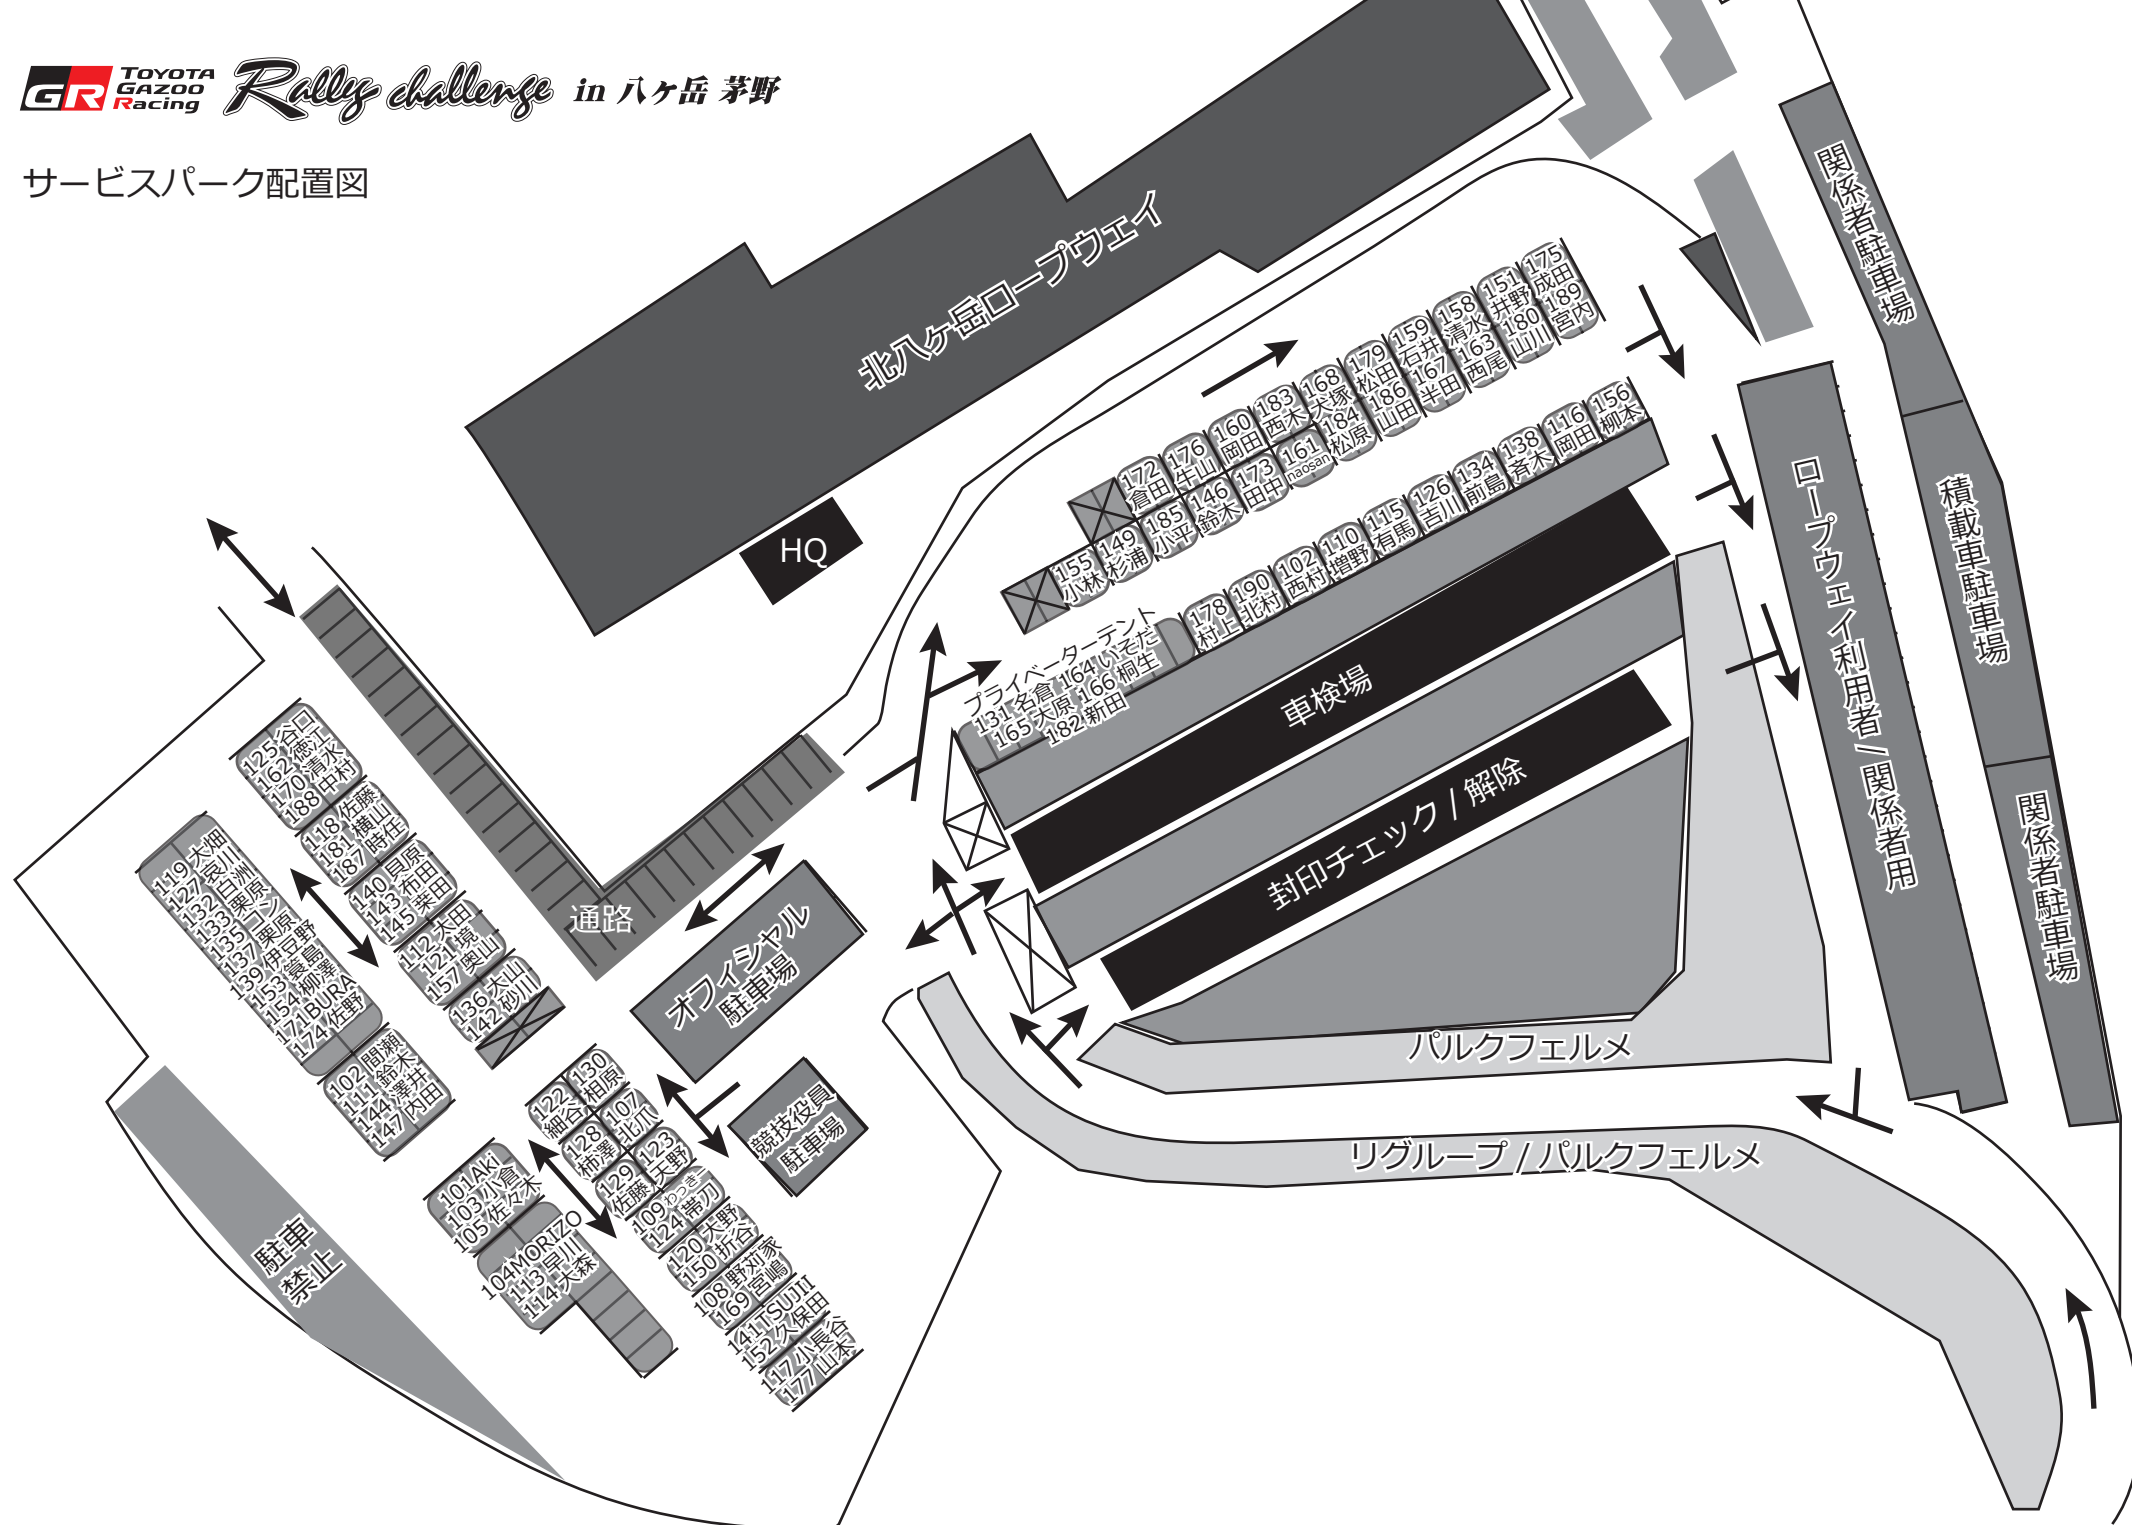 GR TOYOTA GAZOO Racing Rally challenge in 八ヶ岳 茅野
サービスパーク配置図
北八ヶ岳ロープウェイ
HQ
172 倉田
176 牛山
160 岡田
183 西木
168 犬塚
179 松田
159 石井
158 清水
151 井野
175 成田
155 小林
149 杉浦
185 小平
146 鈴木
173 田中
161 naosan
184 松原
186 山田
167 半田
163 西尾
180 山川
189 宮内
178 村上
190 北村
102 西村
110 増野
115 有馬
126 吉川
134 前島
138 斉木
116 岡田
156 柳本
プライベーターテント
131 名倉 164 いそだ
165 大原 166 桐生
182 新田
車検場
封印チェック / 解除
パルクフェルメ
リグループ / パルクフェルメ
関係者駐車場
積載車駐車場
関係者駐車場
ロープウェイ利用者 / 関係者用
通路
オフィシャル
駐車場
競技役員
駐車場
駐車
禁止
125 谷口
162 徳江
170 清水
188 中村
118 佐藤
181 横山
187 時任
140 貝原
143 布田
145 菜田
112 大田
121 境
157 奥山
136 大山
142 砂川
119 大畑
127 哀川
132 白洲
133 栗原
135 コン
137 栗原
139 伊豆野
153 簑島
154 柳澤
171 BURA
174 佐野
102 間瀬
111 鈴木
144 澤井
147 内田
101Aki
103 小倉
105 佐々木
104MORIZO
113 早川
114 大森
122 細谷
130 相原
128 柿澤
107 北爪
129 佐藤
123 天野
109 わっき
124 帯刀
120 大野
150 折谷
108 野苅家
169 宮嶋
141TSUJII
152 久保田
117 小長谷
177 山本